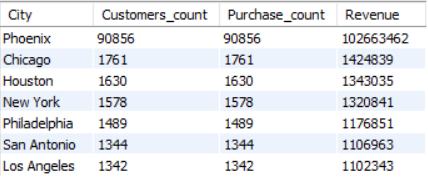 City Customers_count Purchase_count Revenue
Phoenix 90856 90856 102663462
Chicago 1761 1761 1424839
Houston 1630 1630 1343035
New York 1578 1578 1320841
Philadelphia 1489 1489 1176851
San Antonio 1344 1344 1106963
Los Angeles 1342 1342 1102343